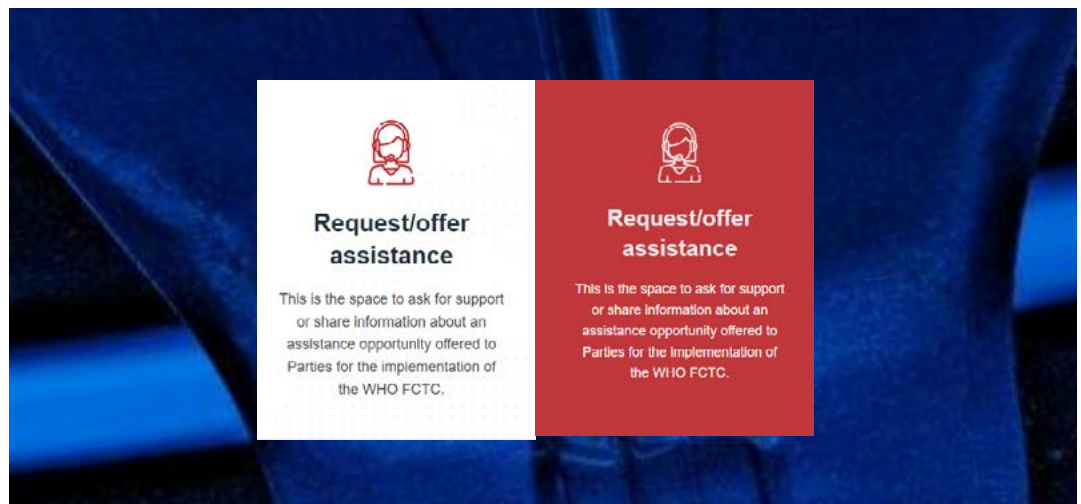 Request/offer
assistance
This is the space to ask for support
or share information about an
assistance opportunity offered to
Parties for the implementation of
the WHO FCTC.
Request/offer
assistance
This is the space to ask for support
or share information about an
assistance opportunity offered to
Parties for the implementation of
the WHO FCTC.